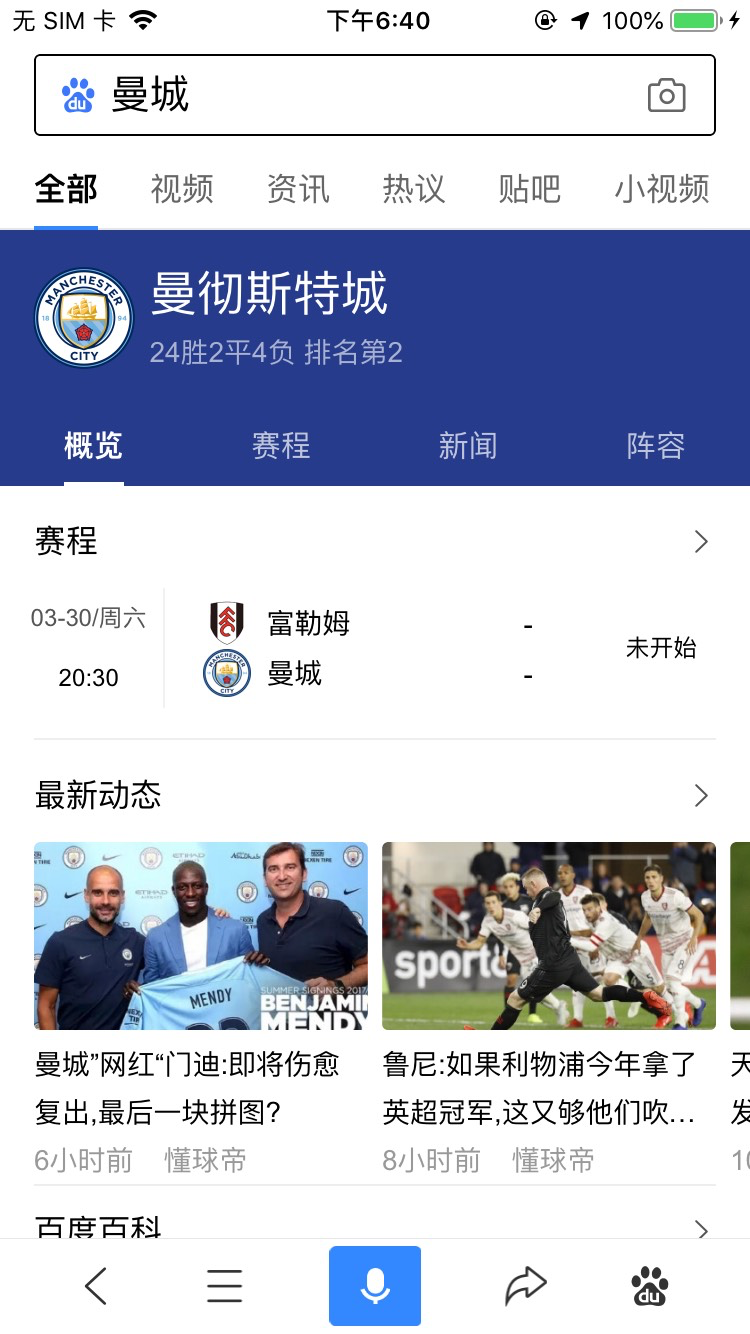 无 SIM 卡
下午6:40
100%
du 曼城
全部 视频 资讯 热议 贴吧 小视频
MANCHESTER
18 94
CITY
曼彻斯特城
24胜2平4负 排名第2
概览 赛程 新闻 阵容
赛程
03-30/周六
20:30
富勒姆 -
曼城 -
未开始
最新动态
MENDY
SUMMER SIGNINGS 2017
BENJAMIN
MENDY
sport
曼城”网红“门迪:即将伤愈
复出,最后一块拼图?
6小时前 懂球帝
鲁尼:如果利物浦今年拿了
英超冠军,这又够他们吹...
8小时前 懂球帝
天
发
10
百度百科
du